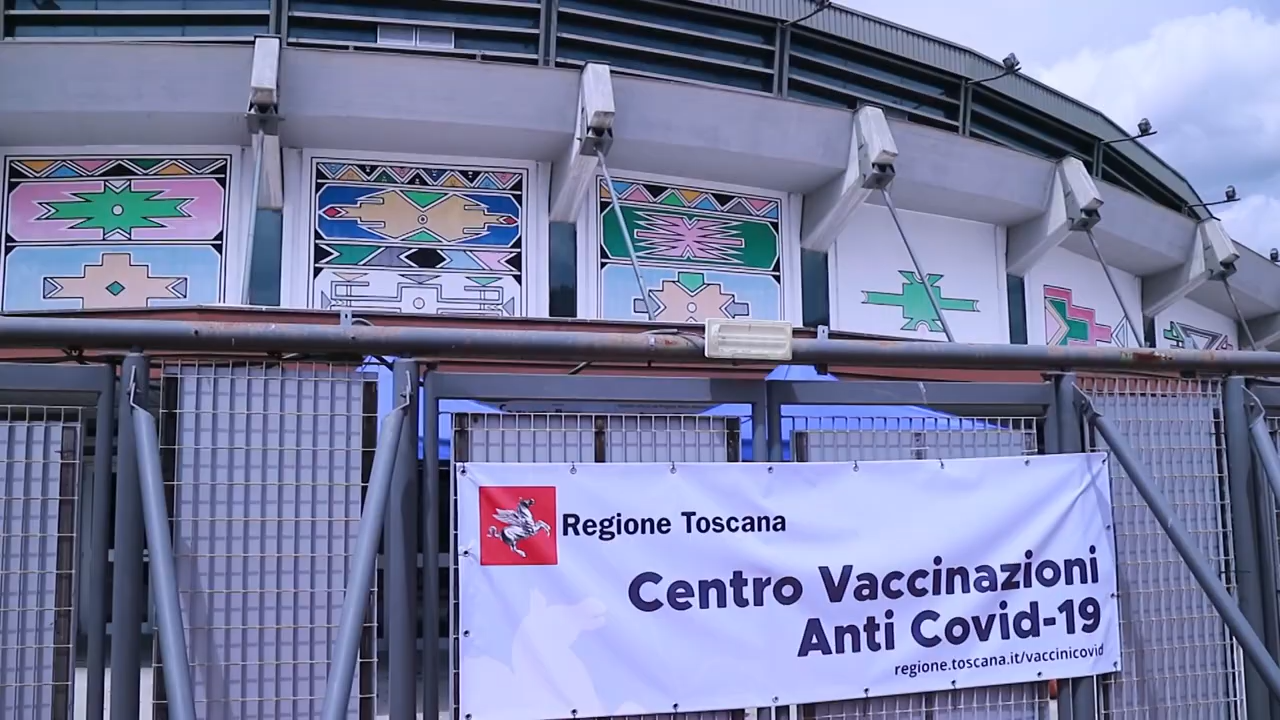 Regione Toscana
Centro Vaccinazioni
Anti Covid-19
regione.toscana.it/vaccinicovid